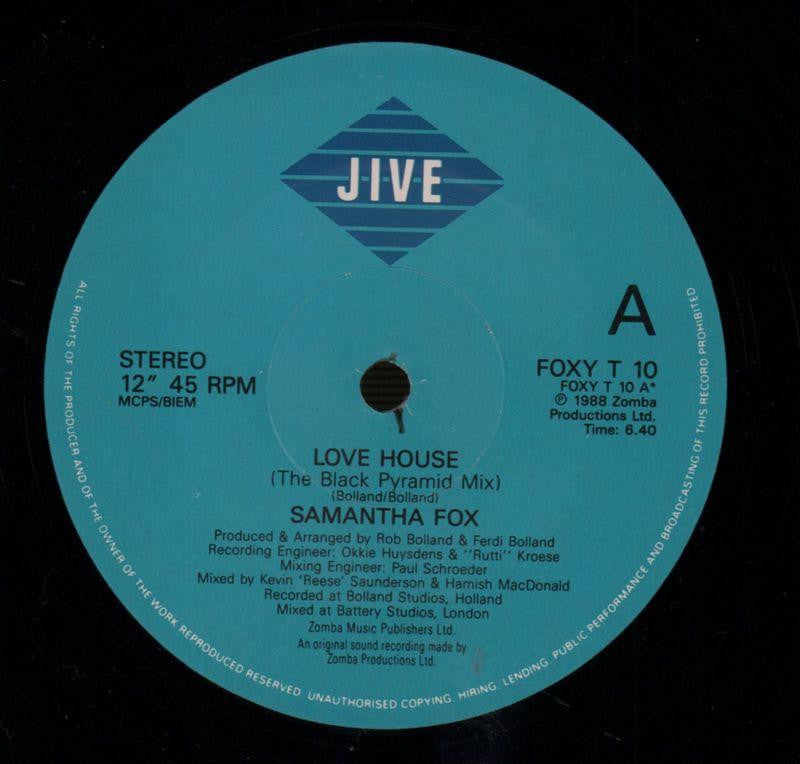 JIVE
A
STEREO
12" 45 RPM
MCPS/BIEM
FOXY T 10
FOXY T 10 A*
℗ 1988 Zomba
Productions Ltd.
Time: 6.40
LOVE HOUSE
(The Black Pyramid Mix)
(Bolland/Bolland)
SAMANTHA FOX
Produced & Arranged by Rob Bolland & Ferdi Bolland
Recording Engineer: Okkie Huysdens & "Rutti" Kroese
Mixing Engineer: Paul Schroeder
Mixed by Kevin 'Reese' Saunderson & Hamish MacDonald
Recorded at Bolland Studios, Holland
Mixed at Battery Studios, London
Zomba Music Publishers Ltd.
An original sound recording made by
Zomba Productions Ltd.
ALL RIGHTS OF THE PRODUCER AND OF THE OWNER OF THE WORK REPRODUCED RESERVED. UNAUTHORISED COPYING. HIRING. LENDING. PUBLIC PERFORMANCE AND BROADCASTING OF THIS RECORD PROHIBITED